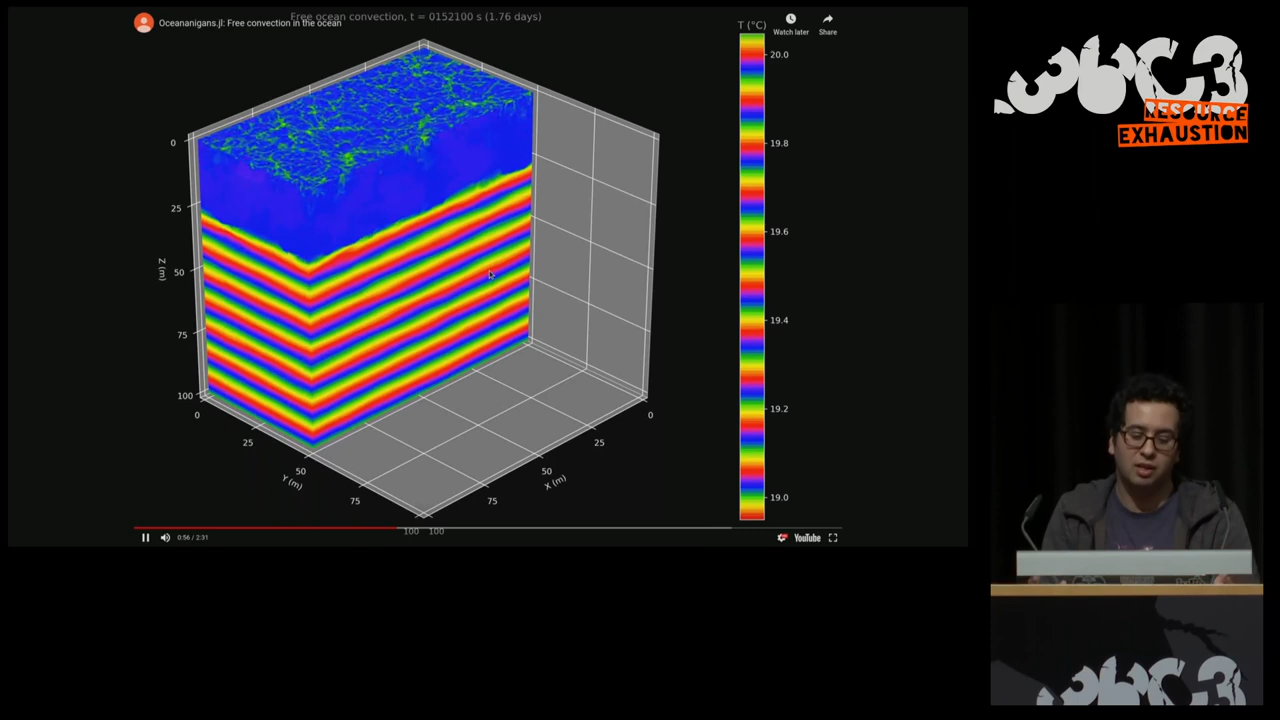 Free ocean convection, t = 0152100 s (1.76 days)
Oceananigans.jl: Free convection in the ocean
Watch later
Share
T (°C)
20.0
19.8
19.6
19.4
19.2
19.0
0
25
50
75
100
Z (m)
0
25
50
75
100
Y (m)
0
25
50
75
100
X (m)
0:56 / 2:31
YouTube
36C3
RESOURCE
EXHAUSTION
36C3